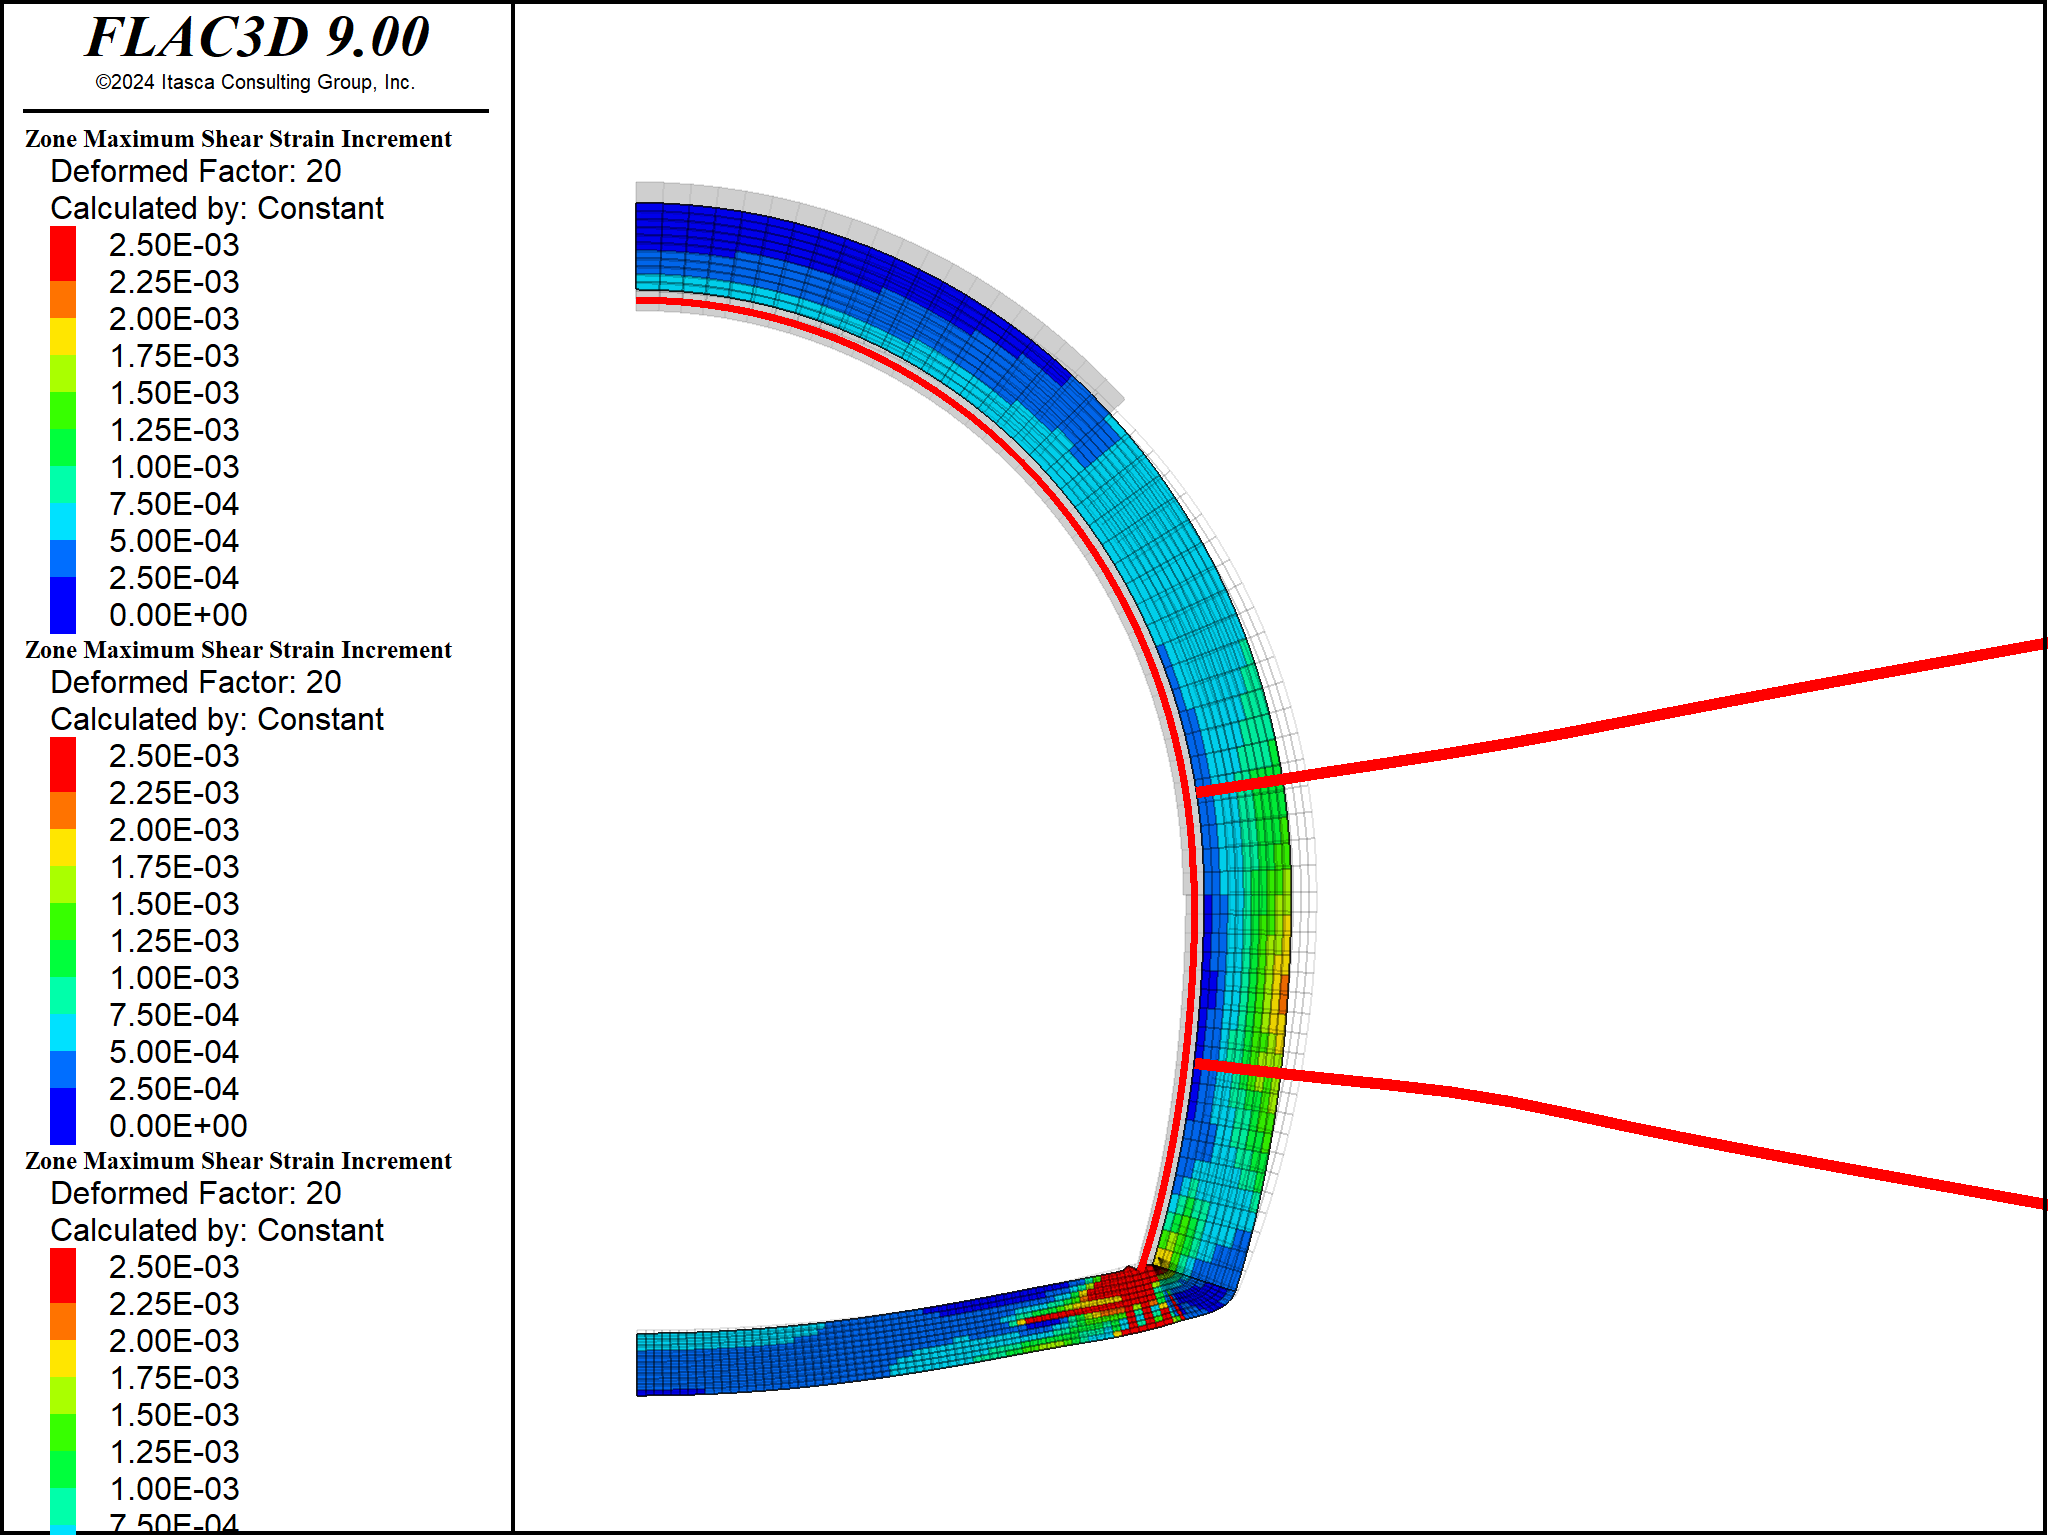 FLAC3D 9.00
©2024 Itasca Consulting Group, Inc.
Zone Maximum Shear Strain Increment
Deformed Factor: 20
Calculated by: Constant
2.50E-03
2.25E-03
2.00E-03
1.75E-03
1.50E-03
1.25E-03
1.00E-03
7.50E-04
5.00E-04
2.50E-04
0.00E+00
Zone Maximum Shear Strain Increment
Deformed Factor: 20
Calculated by: Constant
2.50E-03
2.25E-03
2.00E-03
1.75E-03
1.50E-03
1.25E-03
1.00E-03
7.50E-04
5.00E-04
2.50E-04
0.00E+00
Zone Maximum Shear Strain Increment
Deformed Factor: 20
Calculated by: Constant
2.50E-03
2.25E-03
2.00E-03
1.75E-03
1.50E-03
1.25E-03
1.00E-03
7.50E-04